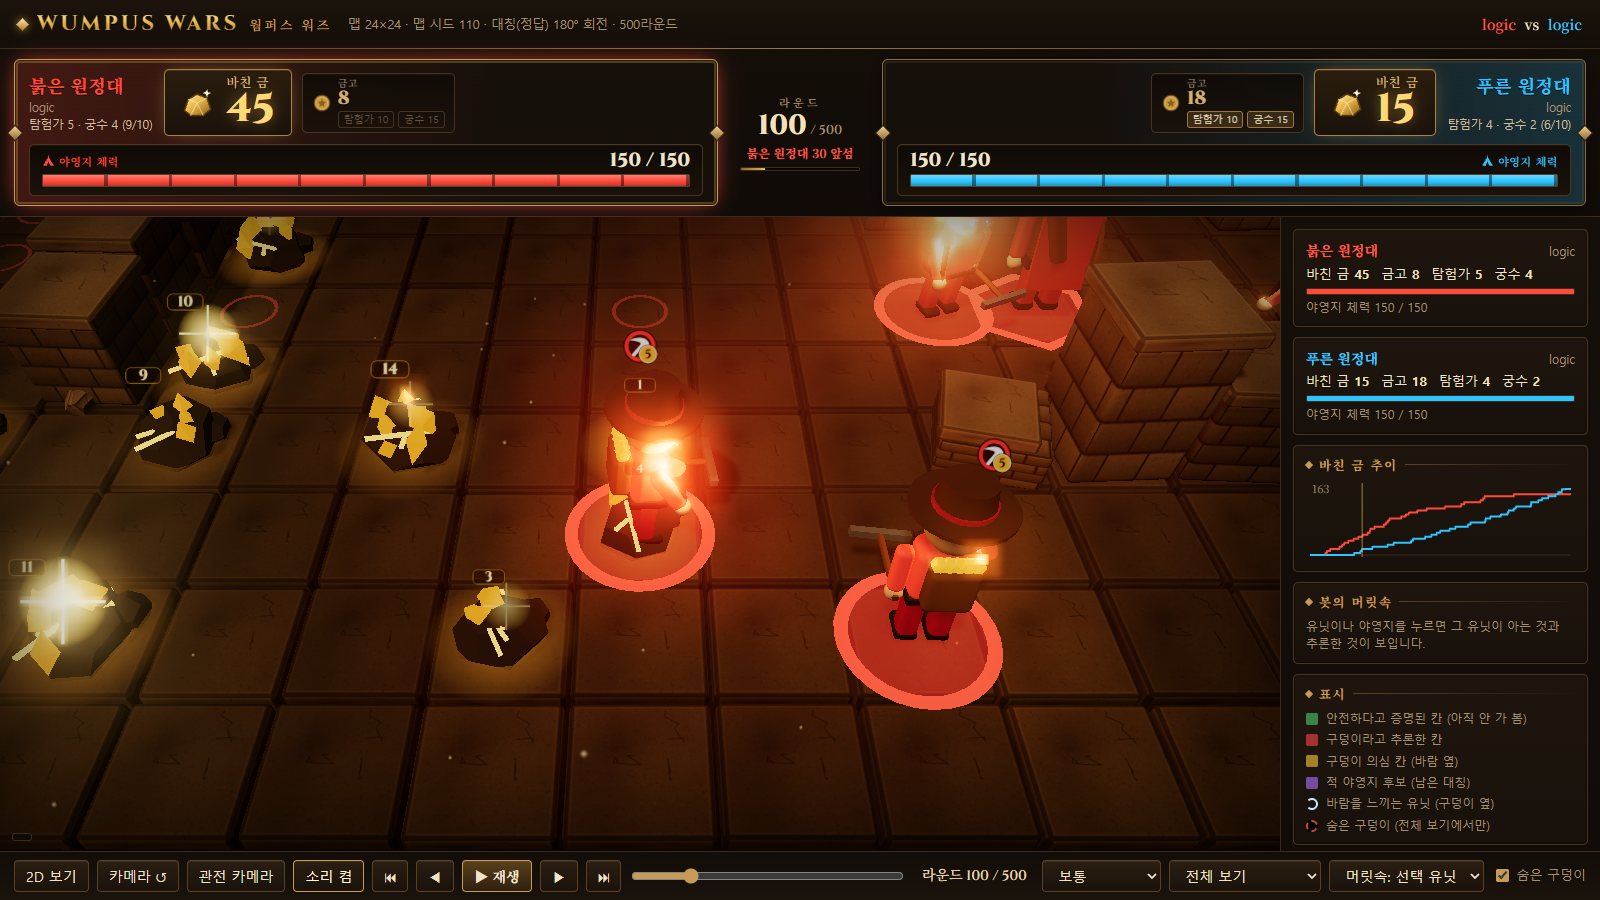 WUMPUS WARS 웜퍼스 워즈 맵 24×24 · 맵 시드 110 · 대칭(정답) 180° 회전 · 500라운드 logic vs logic
붉은 원정대
logic
탐험가 5 · 궁수 4 (9/10)
바친 금
45
금고
8
탐험가 10 궁수 15
야영지 체력 150 / 150
라운드
100 / 500
붉은 원정대 30 앞섬
금고
18
탐험가 10 궁수 15
바친 금
15
푸른 원정대
logic
탐험가 4 · 궁수 2 (6/10)
150 / 150 야영지 체력
10
9
14
5
1
4
5
11
3
붉은 원정대 logic
바친 금 45 금고 8 탐험가 5 궁수 4
야영지 체력 150 / 150
푸른 원정대 logic
바친 금 15 금고 18 탐험가 4 궁수 2
야영지 체력 150 / 150
바친 금 추이
163
봇의 머릿속
유닛이나 야영지를 누르면 그 유닛이 아는 것과
추론한 것이 보입니다.
표시
안전하다고 증명된 칸 (아직 안 가 봄)
구덩이라고 추론한 칸
구덩이 의심 칸 (바람 옆)
적 야영지 후보 (남은 대칭)
바람을 느끼는 유닛 (구덩이 옆)
숨은 구덩이 (전체 보기에서만)
2D 보기 카메라 관전 카메라 소리 켬 재생 라운드 100 / 500 보통 전체 보기 머릿속: 선택 유닛 숨은 구덩이